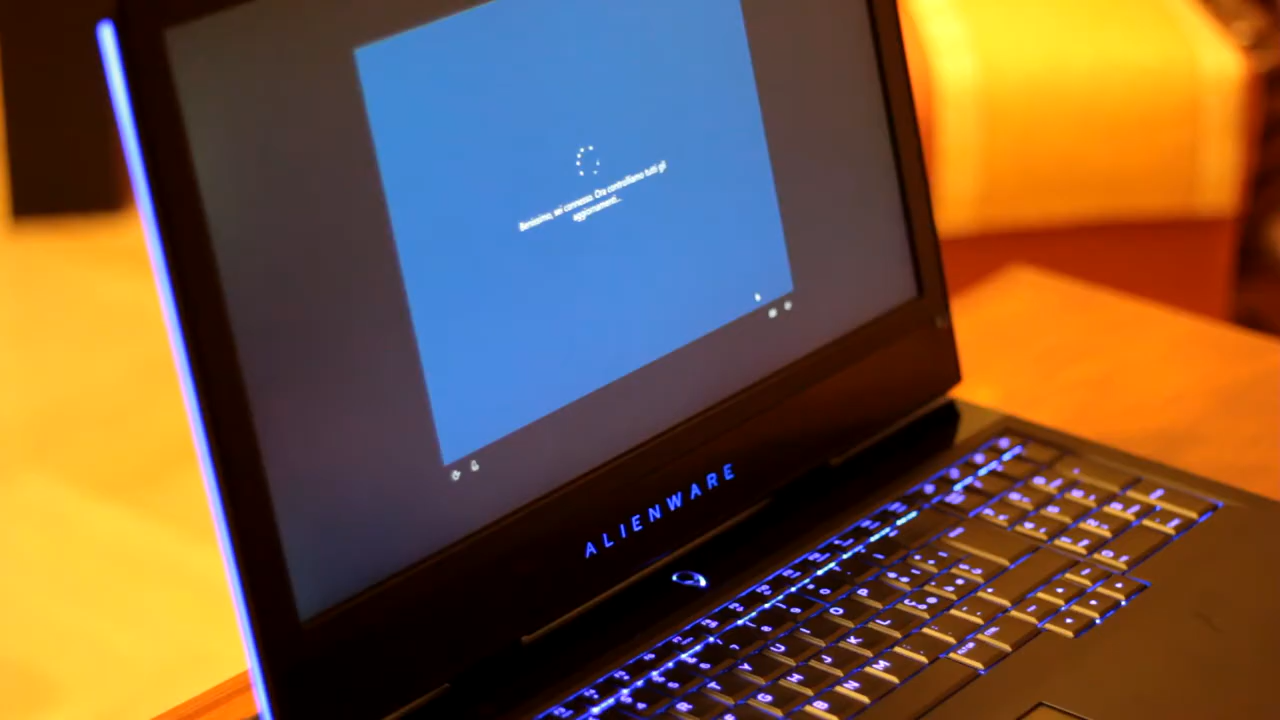 Benissimo, sei connesso. Ora controlliamo tutti gli
aggiornamenti...
ALIENWARE
R T Y U I O P
G H J K L
B N M